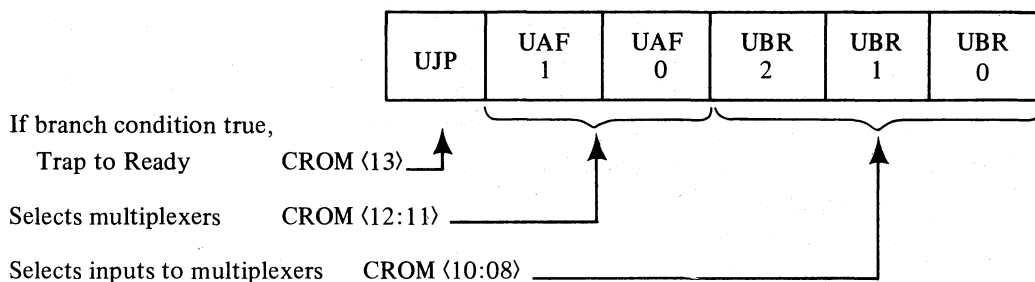 UJP UAF 1 UAF 0 UBR 2 UBR 1 UBR 0
If branch condition true,
Trap to Ready CROM ⟨13⟩
Selects multiplexers CROM ⟨12:11⟩
Selects inputs to multiplexers CROM ⟨10:08⟩